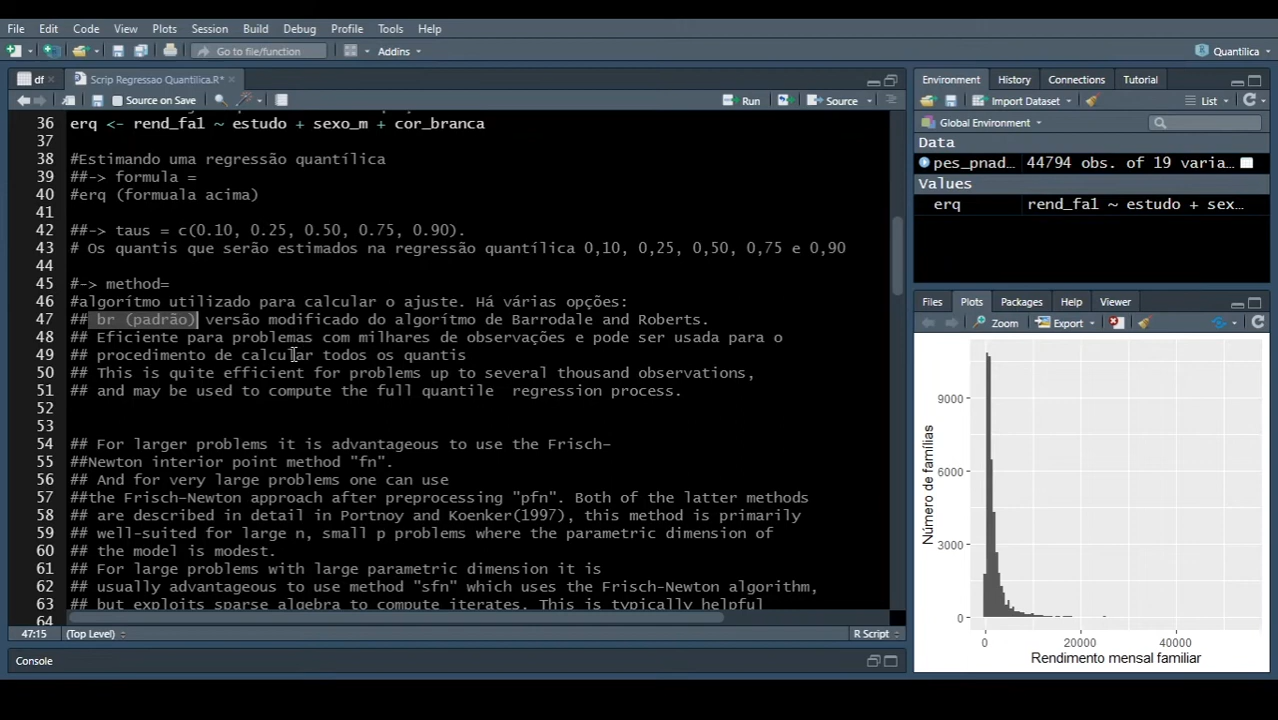 File Edit Code View Plots Session Build Debug Profile Tools Help
Go to file/function Addins Quantilica
df Scrip Regressao Quantilica.R*
Source on Save Run Source
36 erq <- rend_fa1 ~ estudo + sexo_m + cor_branca
37
38 #Estimando uma regressão quantílica
39 ##-> formula =
40 #erq (formuala acima)
41
42 ##-> taus = c(0.10, 0.25, 0.50, 0.75, 0.90).
43 # Os quantis que serão estimados na regressão quantílica 0,10, 0,25, 0,50, 0,75 e 0,90
44
45 #-> method=
46 #algorítmo utilizado para calcular o ajuste. Há várias opções:
47 ## br (padrão) versão modificado do algorítmo de Barrodale and Roberts.
48 ## Eficiente para problemas com milhares de observações e pode ser usada para o
49 ## procedimento de calcular todos os quantis
50 ## This is quite efficient for problems up to several thousand observations,
51 ## and may be used to compute the full quantile  regression process.
52
53
54 ## For larger problems it is advantageous to use the Frisch-
55 ##Newton interior point method "fn".
56 ## And for very large problems one can use
57 ##the Frisch-Newton approach after preprocessing "pfn". Both of the latter methods
58 ## are described in detail in Portnoy and Koenker(1997), this method is primarily
59 ## well-suited for large n, small p problems where the parametric dimension of
60 ## the model is modest.
61 ## For large problems with large parametric dimension it is
62 ## usually advantageous to use method "sfn" which uses the Frisch-Newton algorithm,
63 ## but exploits sparse algebra to compute iterates. This is typically helpful
64
47:15 (Top Level) R Script
Console
Environment History Connections Tutorial
Import Dataset List
Global Environment
Data
pes_pnad… 44794 obs. of 19 varia…
Values
erq rend_fa1 ~ estudo + sex…
Files Plots Packages Help Viewer
Zoom Export
Número de famílias
9000
6000
3000
0
0 20000 40000
Rendimento mensal familiar